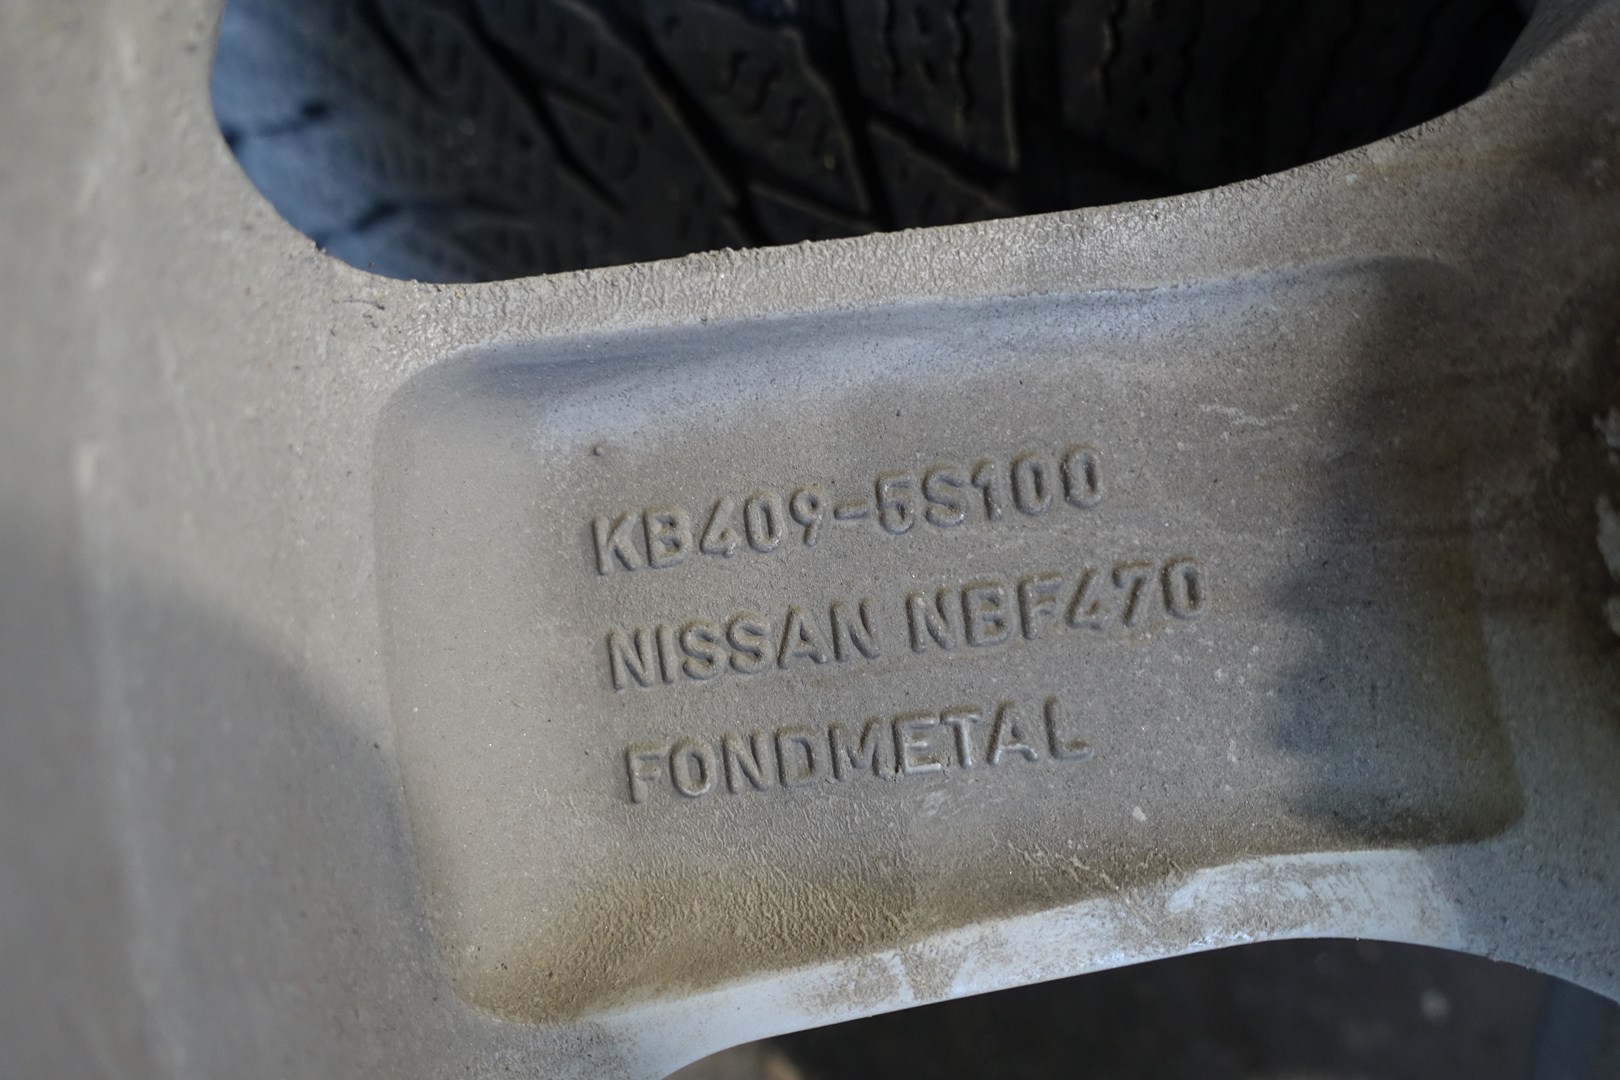 KB409-5S100
NISSAN NBF470
FONDMETAL